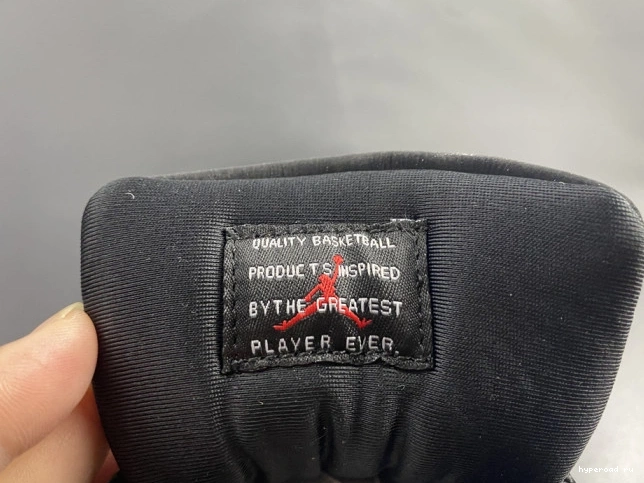 QUALITY BASKETBALL
PRODUCTS INSPIRED
BY THE GREATEST
PLAYER EVER.